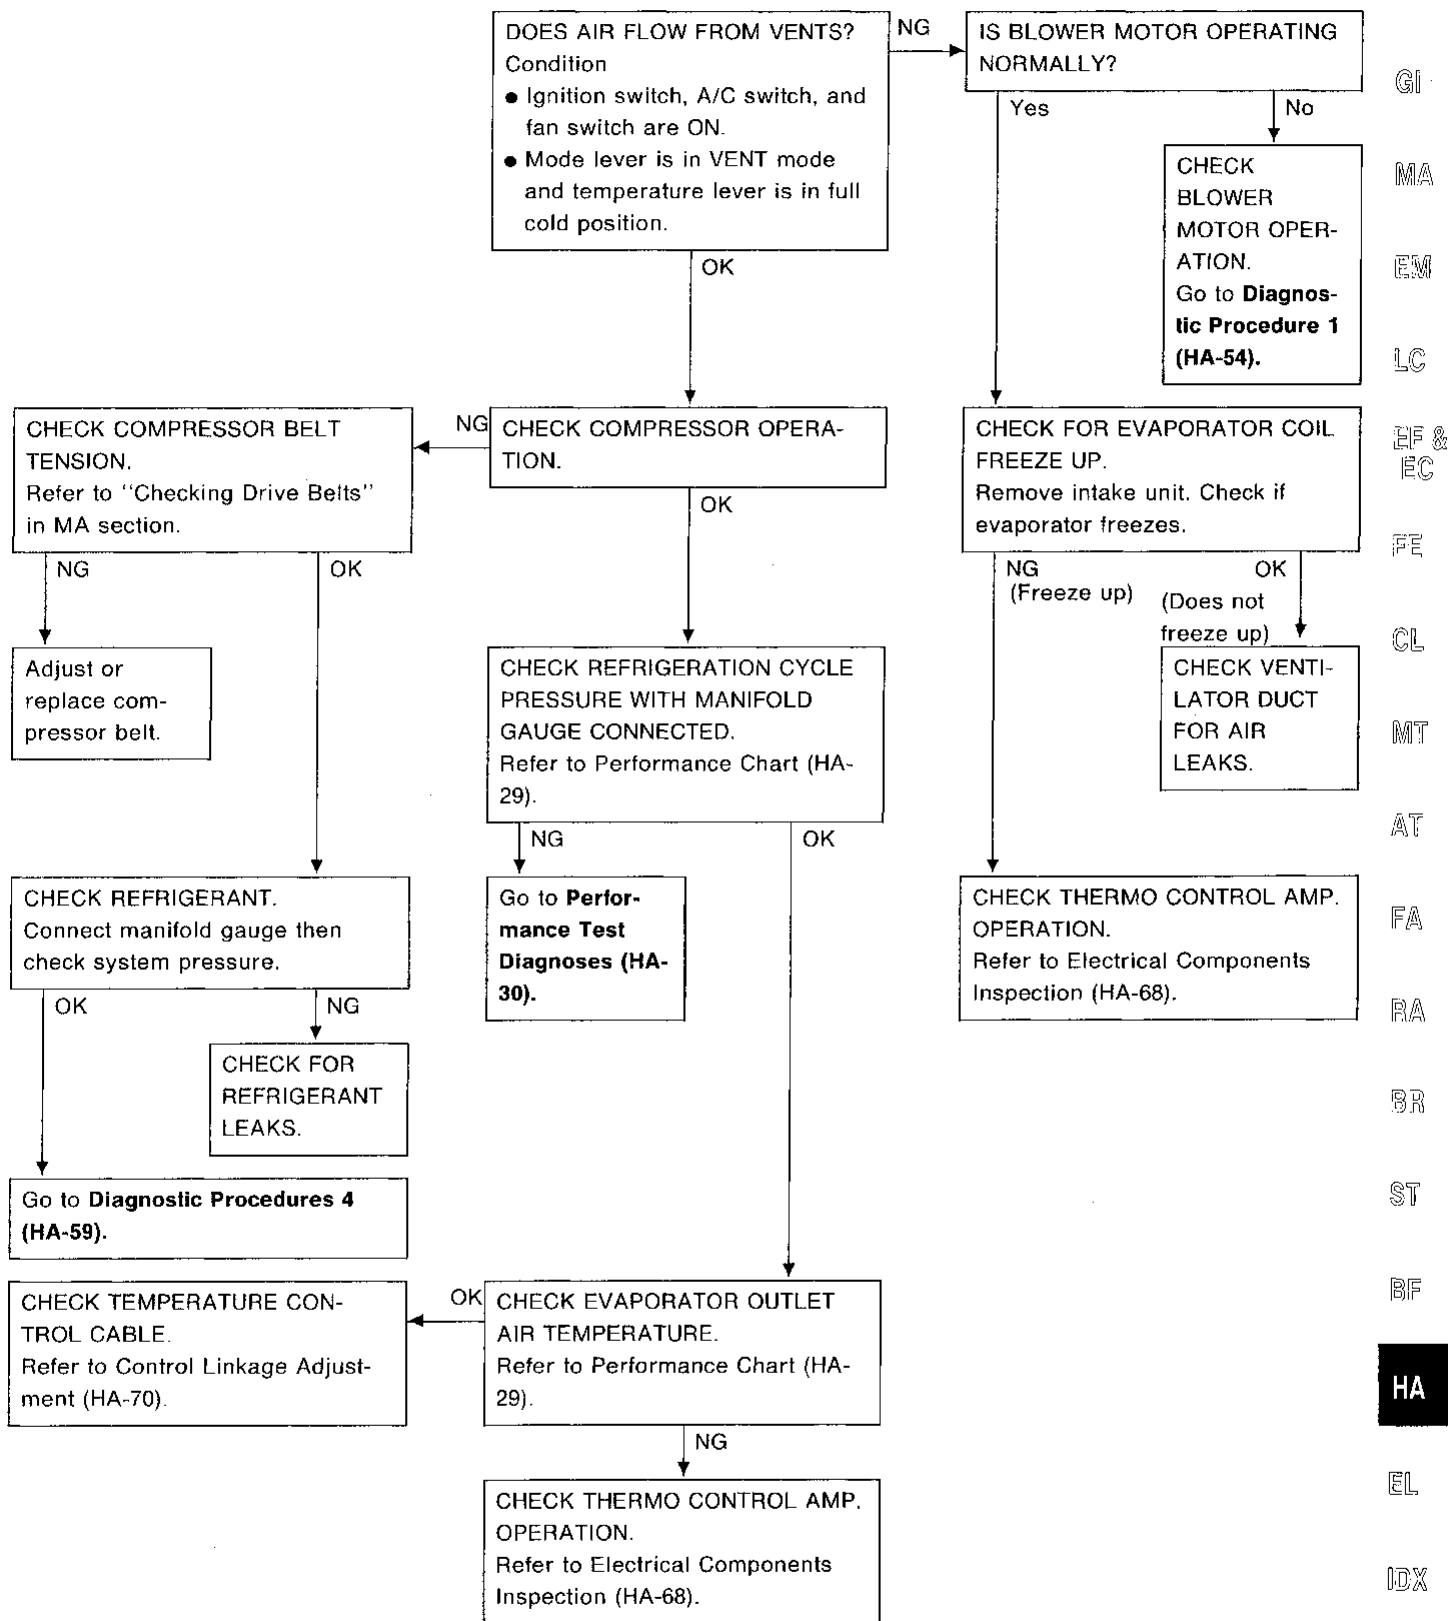 DOES AIR FLOW FROM VENTS?
Condition
● Ignition switch, A/C switch, and
fan switch are ON.
● Mode lever is in VENT mode
and temperature lever is in full
cold position.
NG
IS BLOWER MOTOR OPERATING
NORMALLY?
Yes
No
CHECK
BLOWER
MOTOR OPER-
ATION.
Go to Diagnos-
tic Procedure 1
(HA-54).
OK
CHECK COMPRESSOR BELT
TENSION.
Refer to "Checking Drive Belts"
in MA section.
NG
CHECK COMPRESSOR OPERA-
TION.
CHECK FOR EVAPORATOR COIL
FREEZE UP.
Remove intake unit. Check if
evaporator freezes.
NG
OK
OK
NG
(Freeze up)
OK
(Does not
freeze up)
Adjust or
replace com-
pressor belt.
CHECK REFRIGERATION CYCLE
PRESSURE WITH MANIFOLD
GAUGE CONNECTED.
Refer to Performance Chart (HA-
29).
CHECK VENTI-
LATOR DUCT
FOR AIR
LEAKS.
NG
OK
CHECK REFRIGERANT.
Connect manifold gauge then
check system pressure.
Go to Perfor-
mance Test
Diagnoses (HA-
30).
CHECK THERMO CONTROL AMP.
OPERATION.
Refer to Electrical Components
Inspection (HA-68).
OK
NG
CHECK FOR
REFRIGERANT
LEAKS.
Go to Diagnostic Procedures 4
(HA-59).
CHECK TEMPERATURE CON-
TROL CABLE.
Refer to Control Linkage Adjust-
ment (HA-70).
OK
CHECK EVAPORATOR OUTLET
AIR TEMPERATURE.
Refer to Performance Chart (HA-
29).
NG
CHECK THERMO CONTROL AMP.
OPERATION.
Refer to Electrical Components
Inspection (HA-68).
GI
MA
EM
LC
EF &
EC
FE
CL
MT
AT
FA
RA
BR
ST
BF
HA
EL
IDX